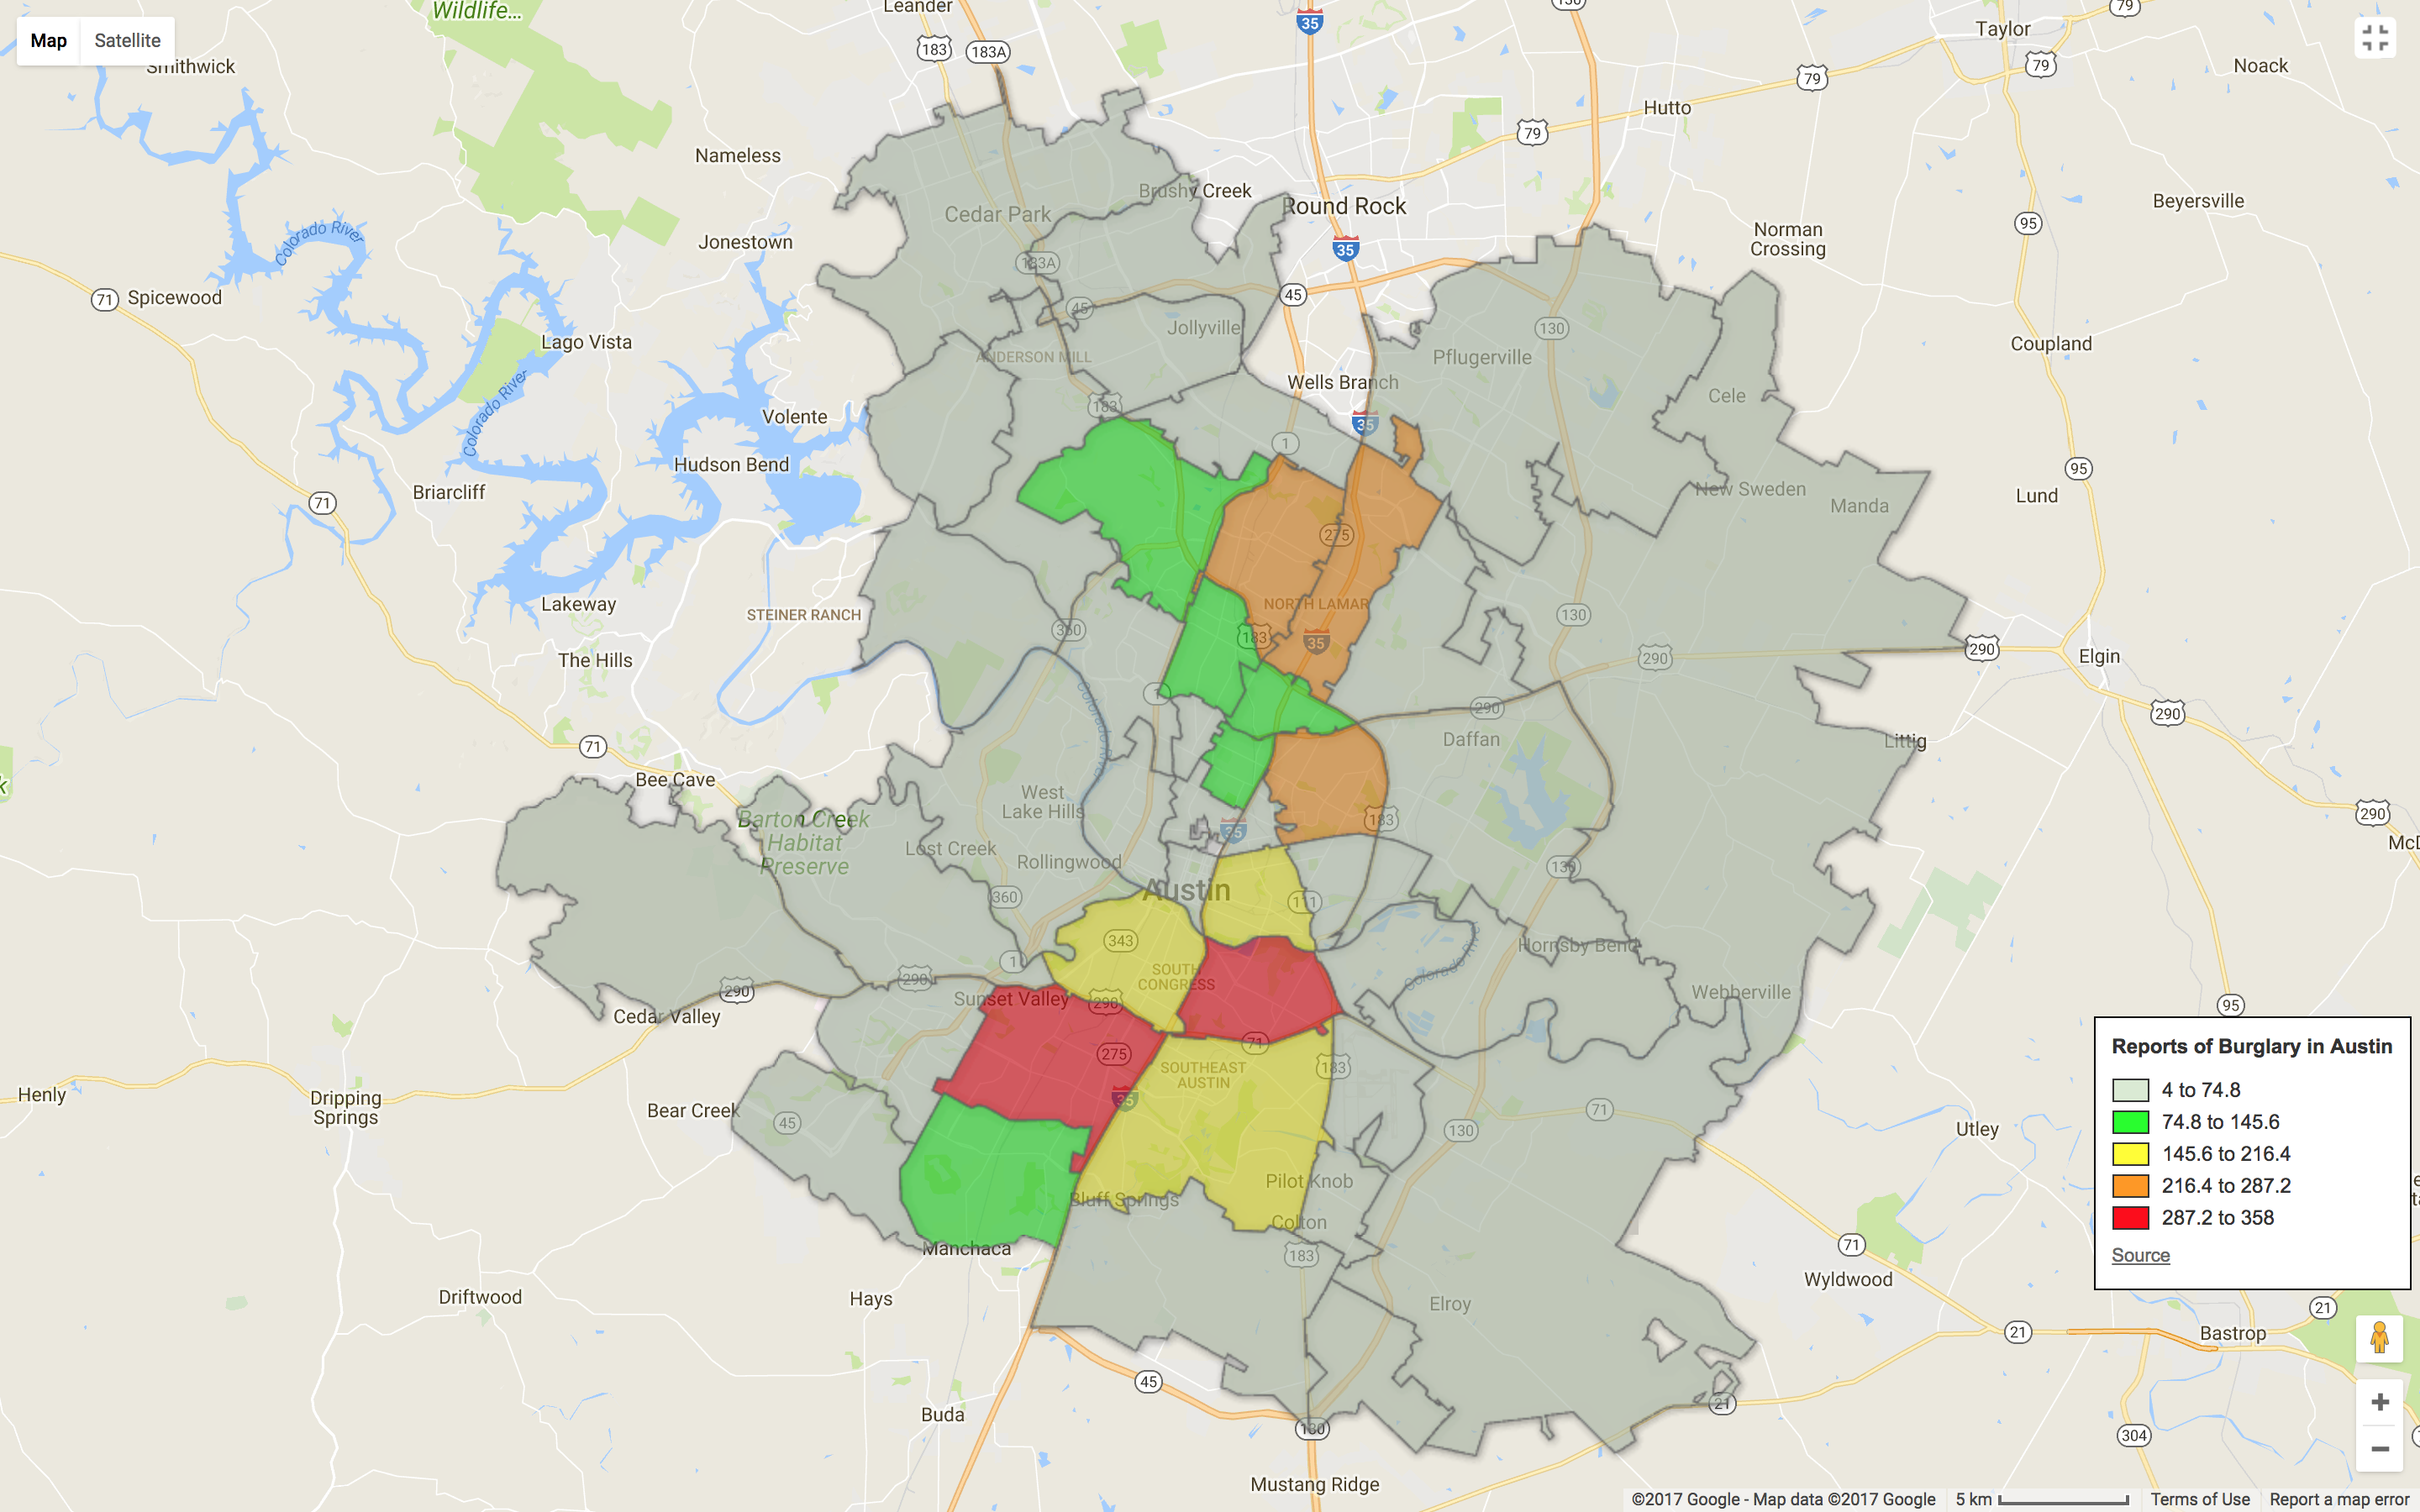 Map
Satellite
Wildlife...
Leander
183
183A
35
130
79
Taylor
79
79
Noack
Smithwick
79
Hutto
Nameless
Brushy Creek
Cedar Park
Round Rock
Beyersville
95
Norman
Crossing
Jonestown
Colorado River
35
183A
71
Spicewood
45
45
Jollyville
130
Lago Vista
Coupland
ANDERSON MILL
Pflugerville
Wells Branch
Colorado River
Cele
183
Volente
35
1
Hudson Bend
95
Briarcliff
71
New Sweden
Lund
Manda
275
Lakeway
STEINER RANCH
NORTH LAMAR
130
360
183
35
The Hills
290
290
Elgin
1
Colorado River
290
290
71
Daffan
Littig
Bee Cave
West
Lake Hills
290
Barton Creek
Habitat
Preserve
183
35
Lost Creek
Rollingwood
130
Austin
360
111
343
Hornsby Bend
1
SOUTH
CONGRESS
Colorado River
290
290
Sunset Valley
290
Webberville
95
Cedar Valley
71
275
SOUTHEAST
AUSTIN
183
Henly
Dripping
Springs
35
Bear Creek
45
71
130
Utley
Pilot Knob
Bluff Springs
Colton
Manchaca
183
71
Wyldwood
Driftwood
Hays
Elroy
21
21
Bastrop
45
21
Buda
130
304
Mustang Ridge
Reports of Burglary in Austin
4 to 74.8
74.8 to 145.6
145.6 to 216.4
216.4 to 287.2
287.2 to 358
Source
+
−
©2017 Google - Map data ©2017 Google
5 km
Terms of Use
Report a map error